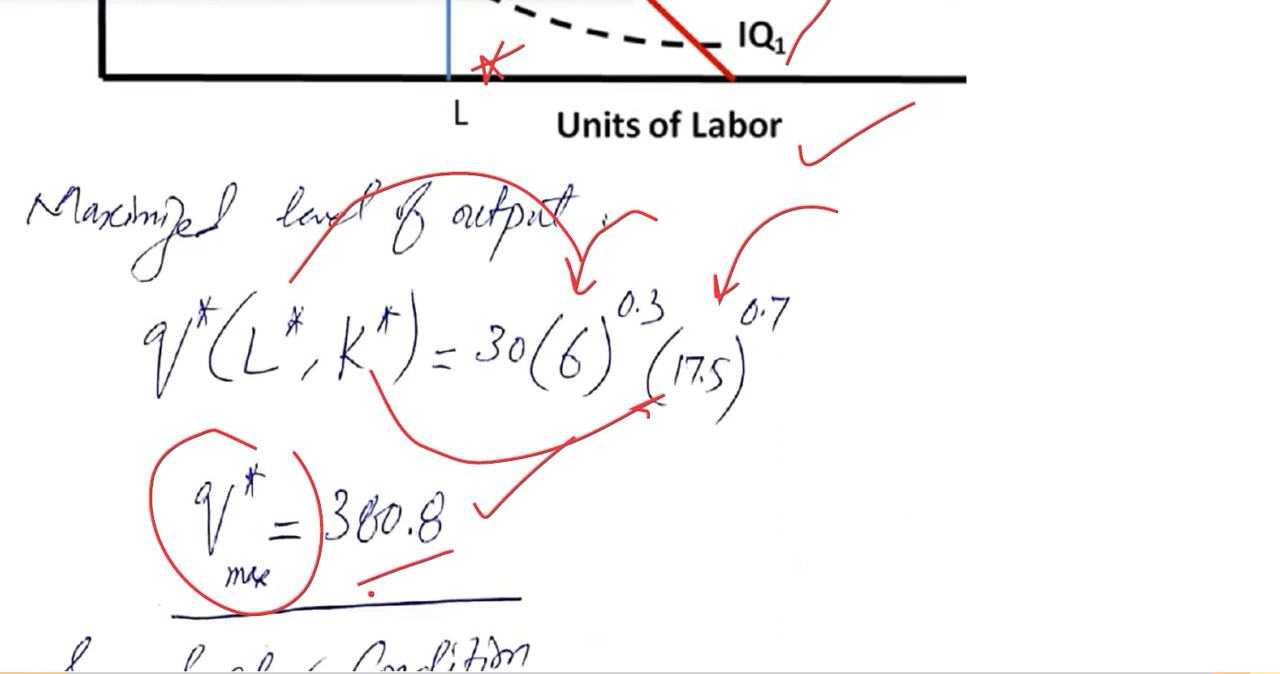 IQ₁
L
Units of Labor
Maximized level of output :
q*(L*, K*) = 30(6)^0.3 (17.5)^0.7
q*max = 380.8
Condition